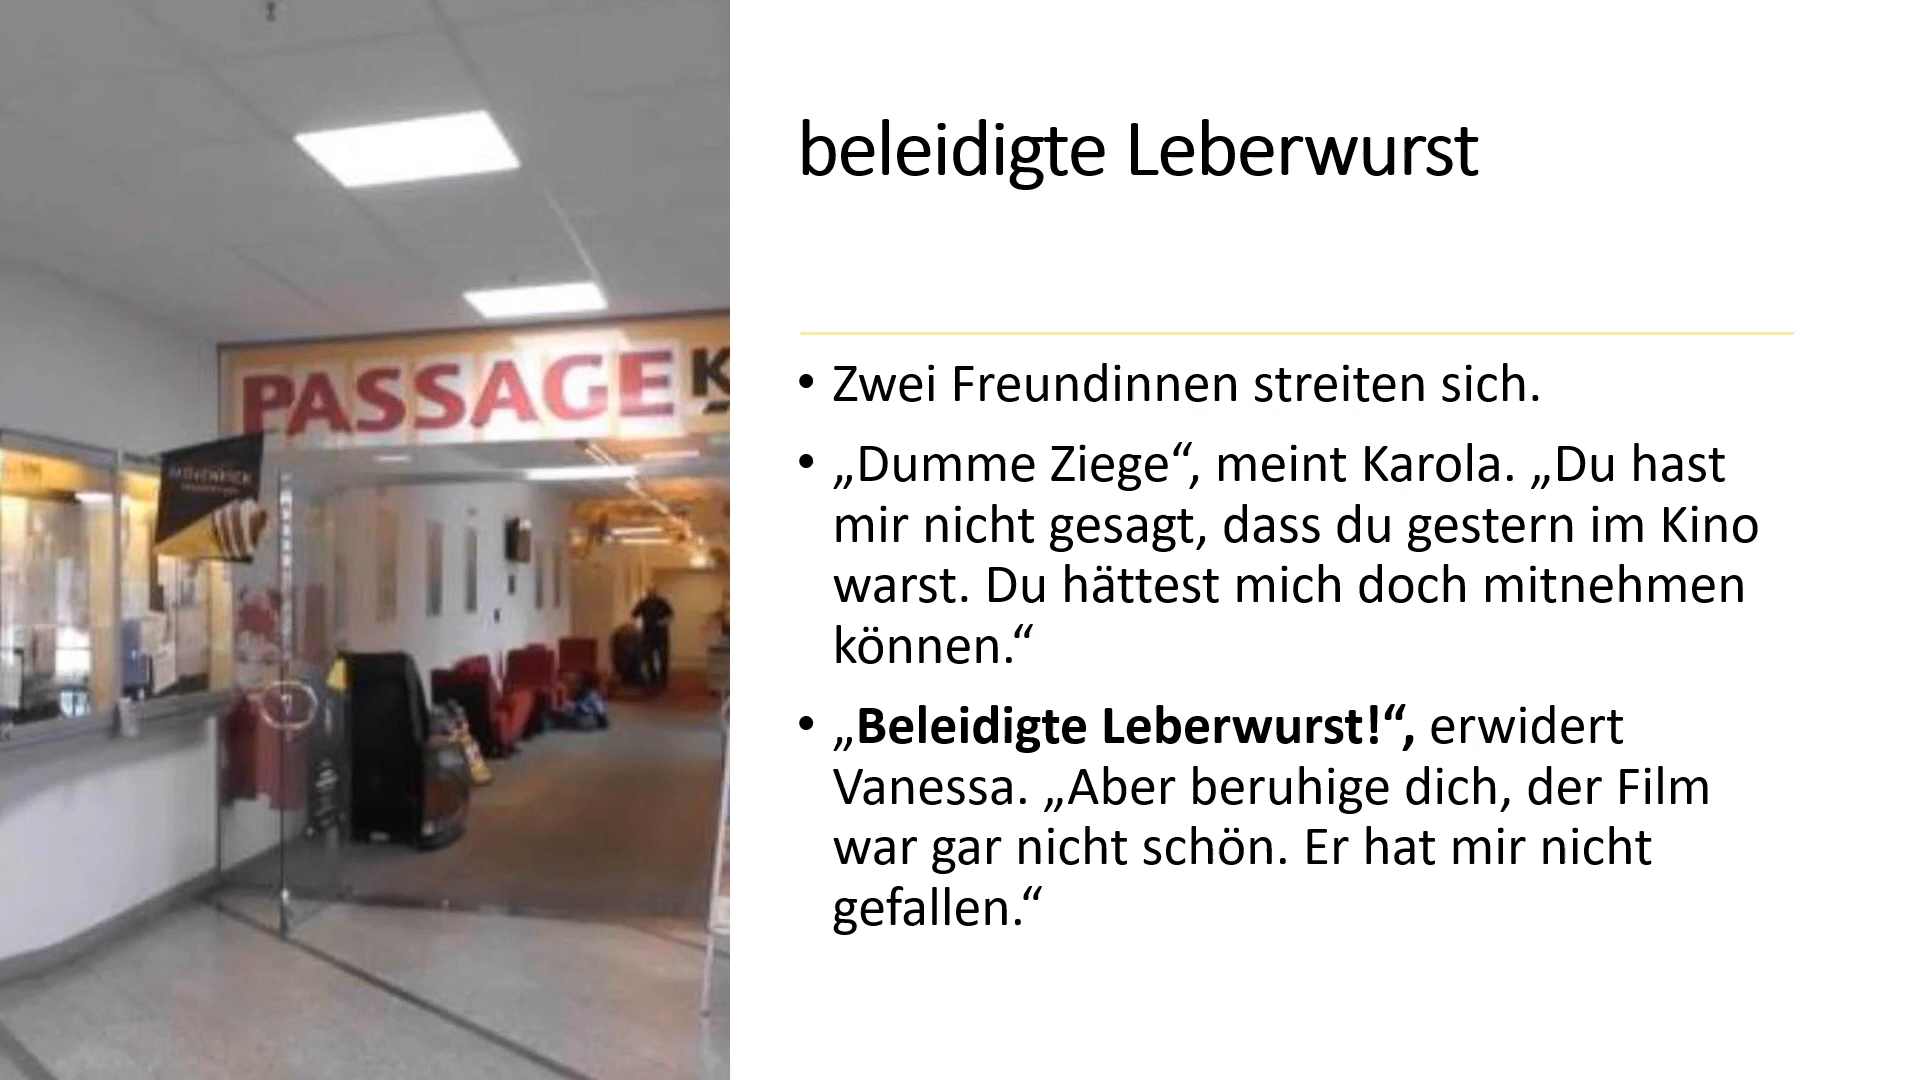 beleidigte Leberwurst
• Zwei Freundinnen streiten sich.
• „Dumme Ziege“, meint Karola. „Du hast
mir nicht gesagt, dass du gestern im Kino
warst. Du hättest mich doch mitnehmen
können.“
• „Beleidigte Leberwurst!“, erwidert
Vanessa. „Aber beruhige dich, der Film
war gar nicht schön. Er hat mir nicht
gefallen.“
PASSAGE K
MÖVENPICK